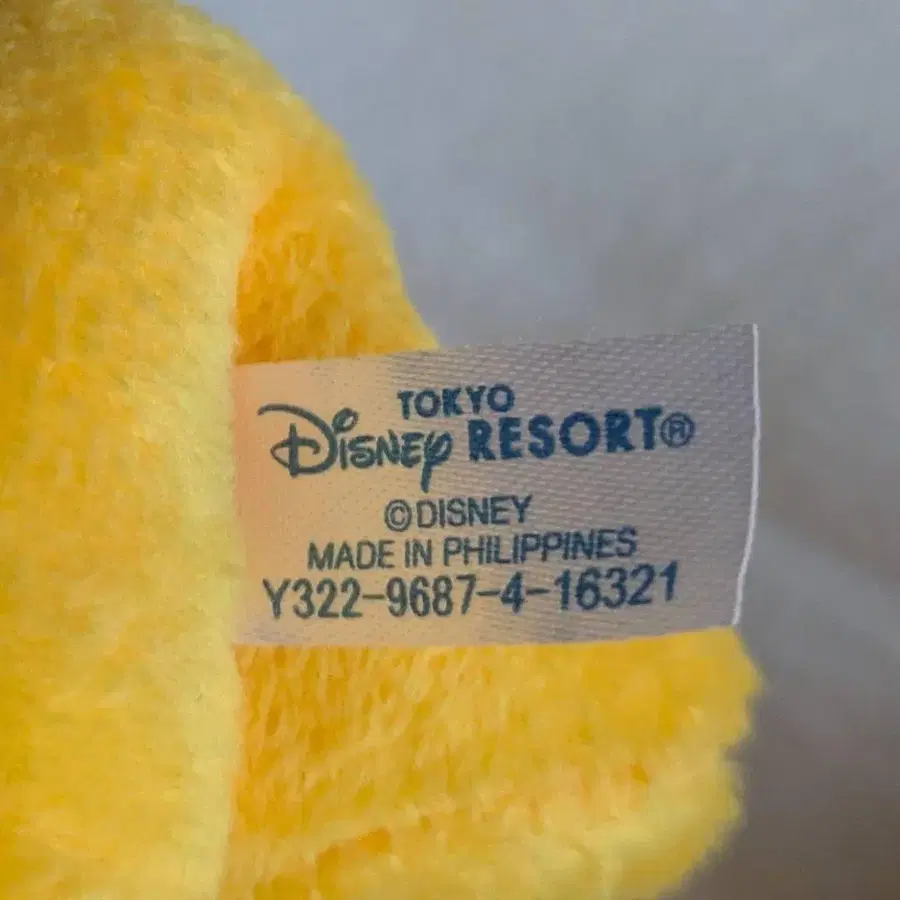 TOKYO
Disney RESORT®
©DISNEY
MADE IN PHILIPPINES
Y322-9687-4-16321